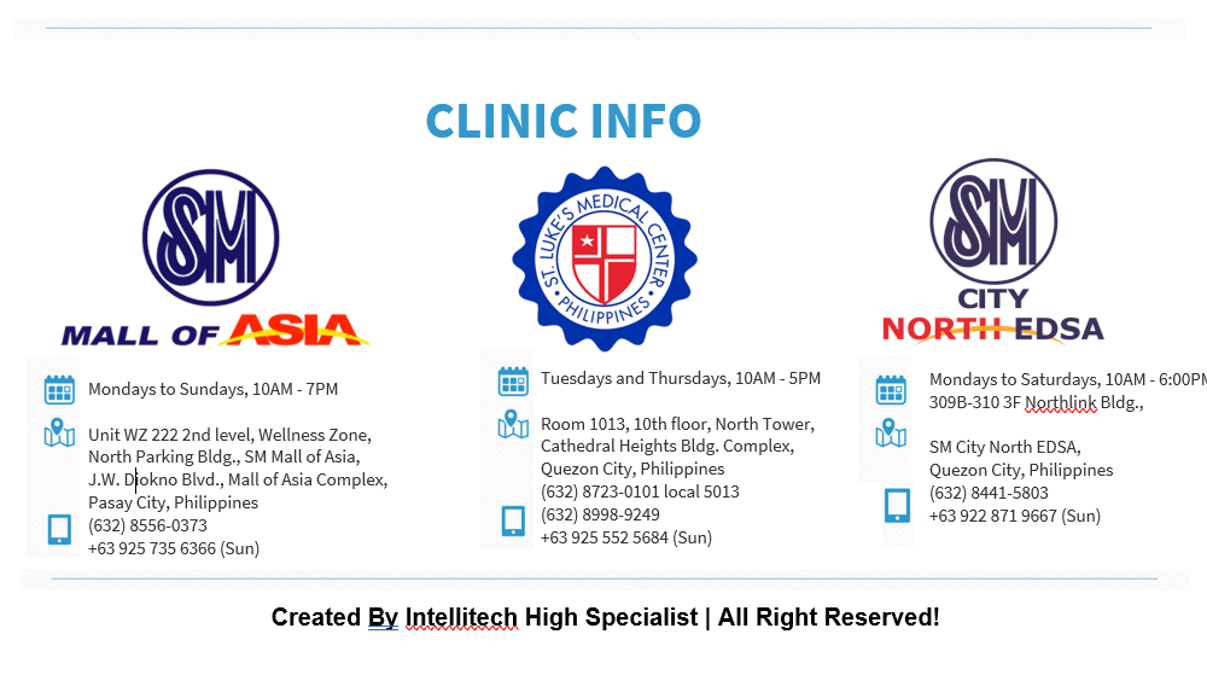 CLINIC INFO
SM
MALL OF ASIA
Mondays to Sundays, 10AM - 7PM
Unit WZ 222 2nd level, Wellness Zone,
North Parking Bldg., SM Mall of Asia,
J.W. Diokno Blvd., Mall of Asia Complex,
Pasay City, Philippines
(632) 8556-0373
+63 925 735 6366 (Sun)
ST. LUKE'S MEDICAL CENTER
• PHILIPPINES •
Tuesdays and Thursdays, 10AM - 5PM
Room 1013, 10th floor, North Tower,
Cathedral Heights Bldg. Complex,
Quezon City, Philippines
(632) 8723-0101 local 5013
(632) 8998-9249
+63 925 552 5684 (Sun)
SM
CITY
NORTH EDSA
Mondays to Saturdays, 10AM - 6:00PM
309B-310 3F Northlink Bldg.,
SM City North EDSA,
Quezon City, Philippines
(632) 8441-5803
+63 922 871 9667 (Sun)
Created By Intellitech High Specialist | All Right Reserved!